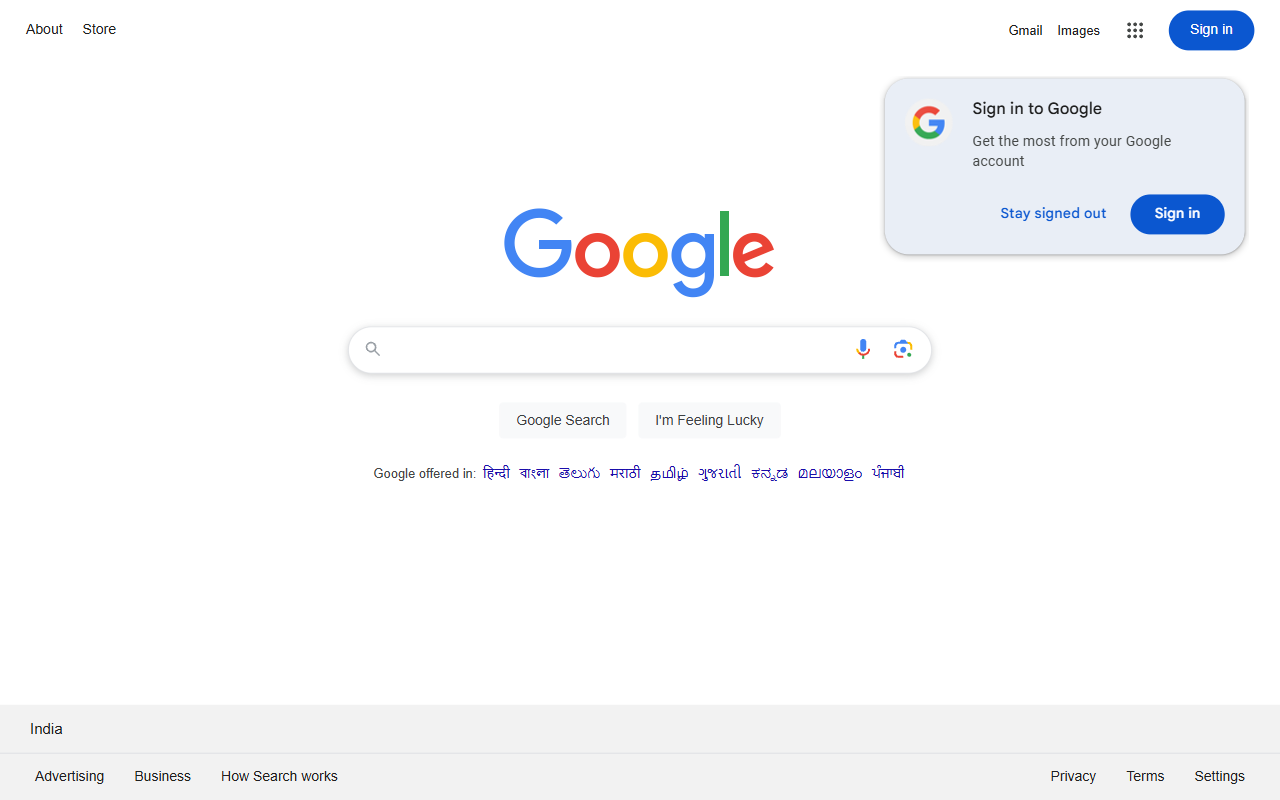 About Store
Gmail Images Sign in
Sign in to Google
Get the most from your Google
account
Stay signed out Sign in
Google
Google Search I'm Feeling Lucky
Google offered in: हिन्दी বাংলা తెలుగు मराठी தமிழ் ગુજરાતી ಕನ್ನಡ മലയാളം ਪੰਜਾਬੀ
India
Advertising Business How Search works
Privacy Terms Settings